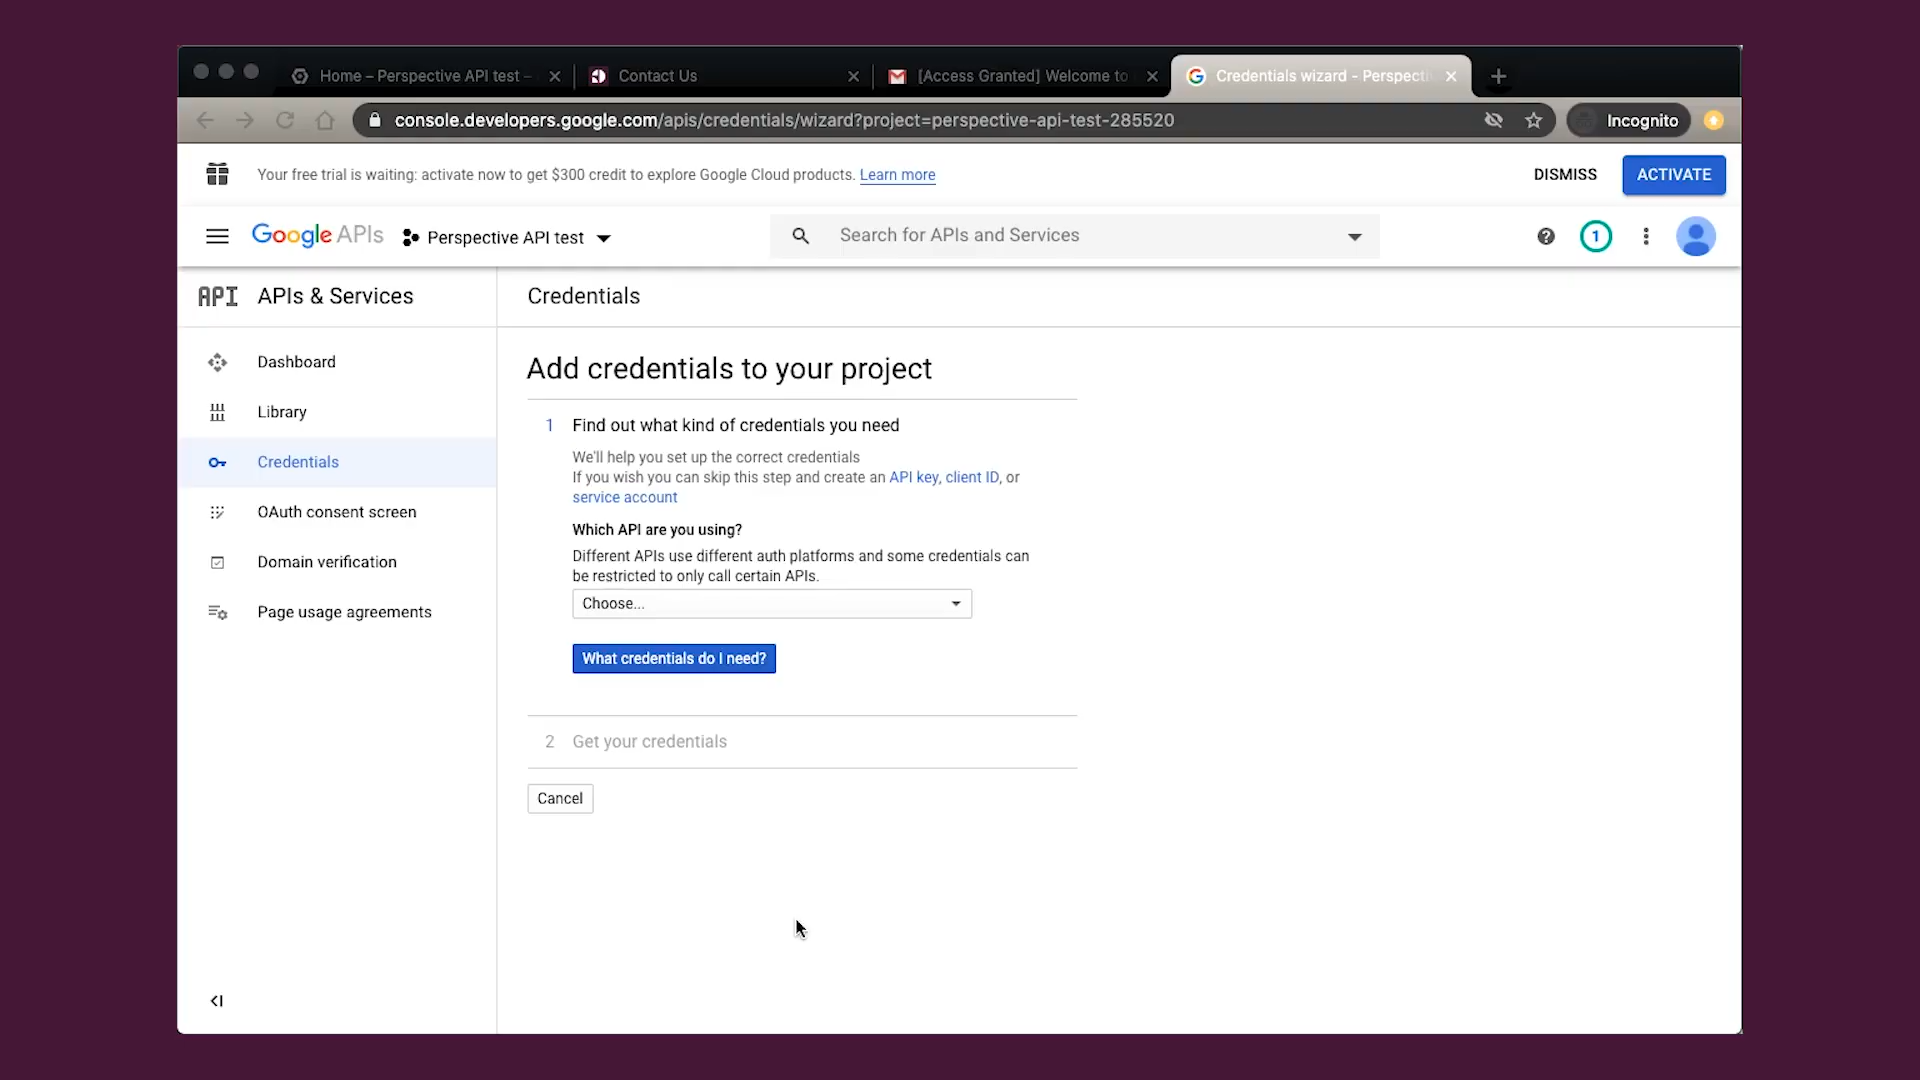 Home – Perspective API test –
Contact Us
[Access Granted] Welcome to
Credentials wizard - Perspecti
console.developers.google.com/apis/credentials/wizard?project=perspective-api-test-285520
Incognito
Your free trial is waiting: activate now to get $300 credit to explore Google Cloud products. Learn more
DISMISS
ACTIVATE
Google APIs
Perspective API test
Search for APIs and Services
1
API APIs & Services
Credentials
Dashboard
Library
Credentials
OAuth consent screen
Domain verification
Page usage agreements
Add credentials to your project
1 Find out what kind of credentials you need
We'll help you set up the correct credentials
If you wish you can skip this step and create an API key, client ID, or
service account
Which API are you using?
Different APIs use different auth platforms and some credentials can
be restricted to only call certain APIs.
Choose...
What credentials do I need?
2 Get your credentials
Cancel